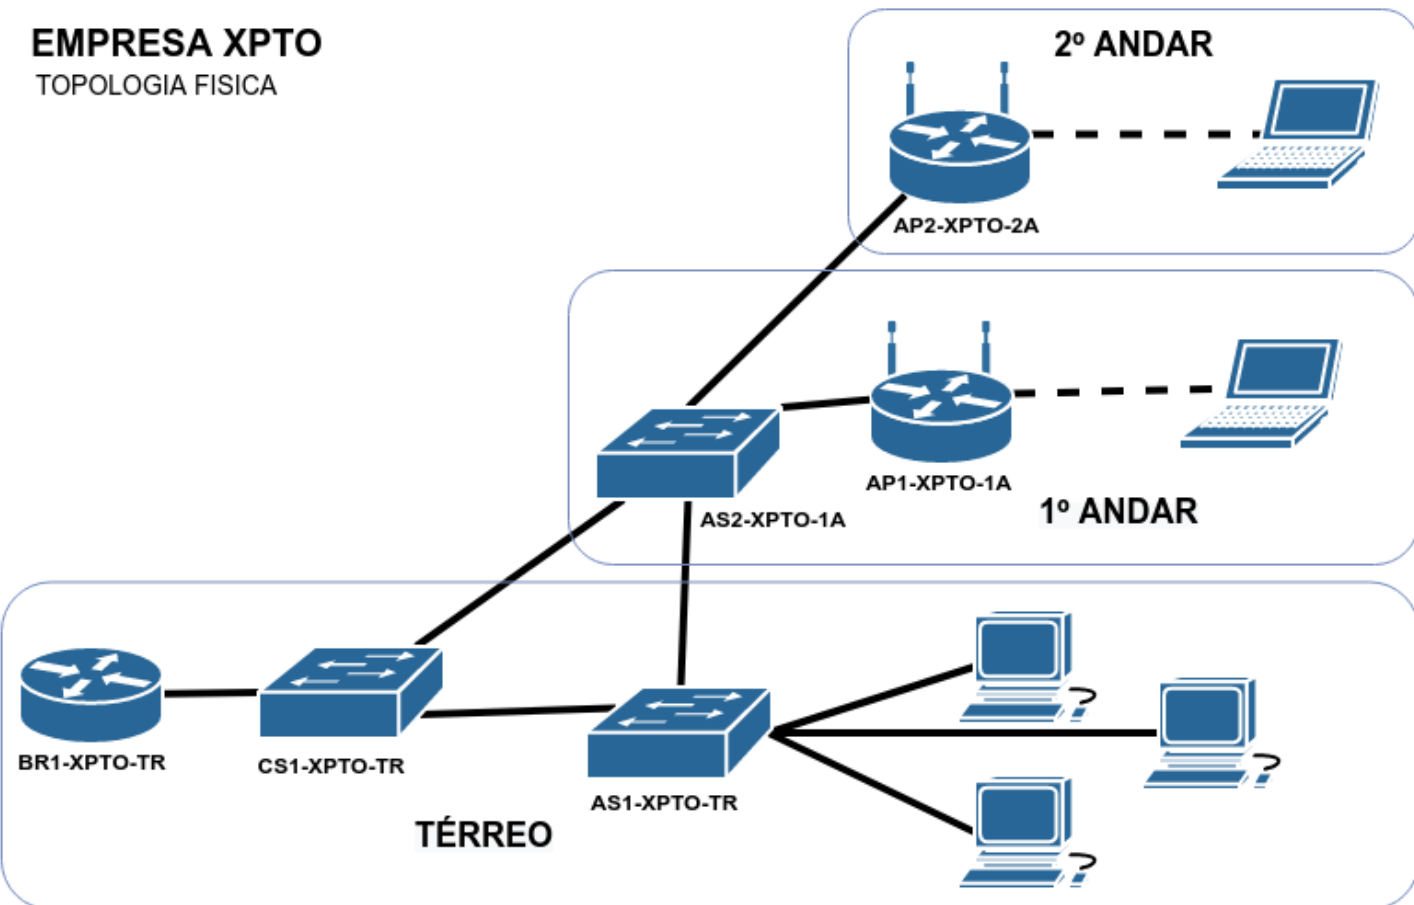 EMPRESA XPTO
TOPOLOGIA FISICA
2º ANDAR
AP2-XPTO-2A
AP1-XPTO-1A
AS2-XPTO-1A
1º ANDAR
BR1-XPTO-TR
CS1-XPTO-TR
AS1-XPTO-TR
TÉRREO